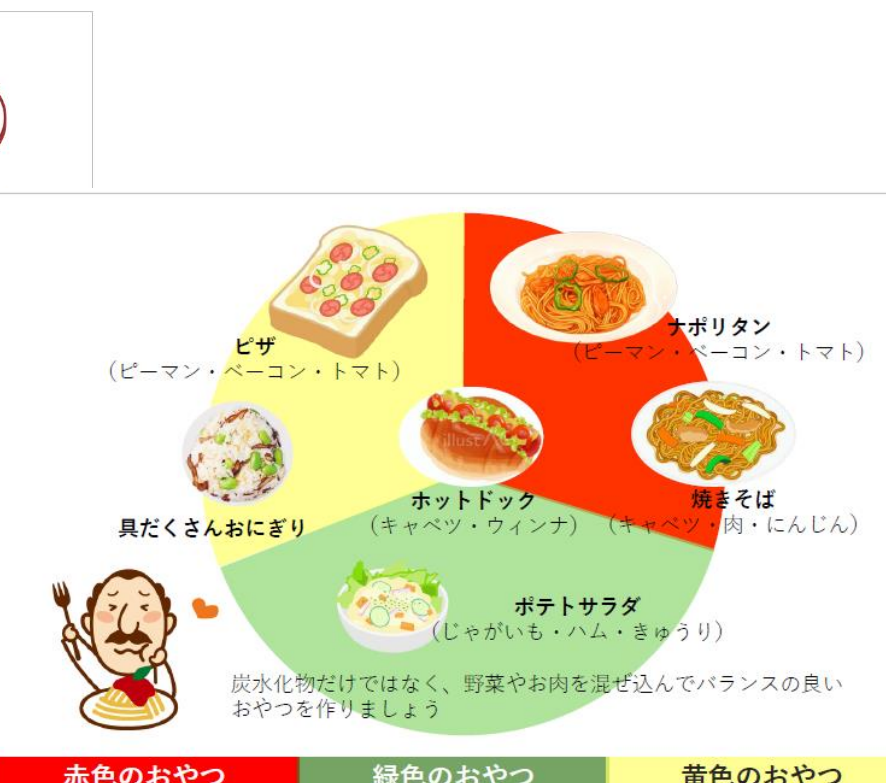 ナポリタン
（ピーマン・ベーコン・トマト）
ピザ
（ピーマン・ベーコン・トマト）
焼きそば
（キャベツ・肉・にんじん）
ホットドック
（キャベツ・ウィンナ）
具だくさんおにぎり
ポテトサラダ
（じゃがいも・ハム・きゅうり）
炭水化物だけではなく、野菜やお肉を混ぜ込んでバランスの良い
おやつを作りましょう
赤色のおやつ
緑色のおやつ
黄色のおやつ